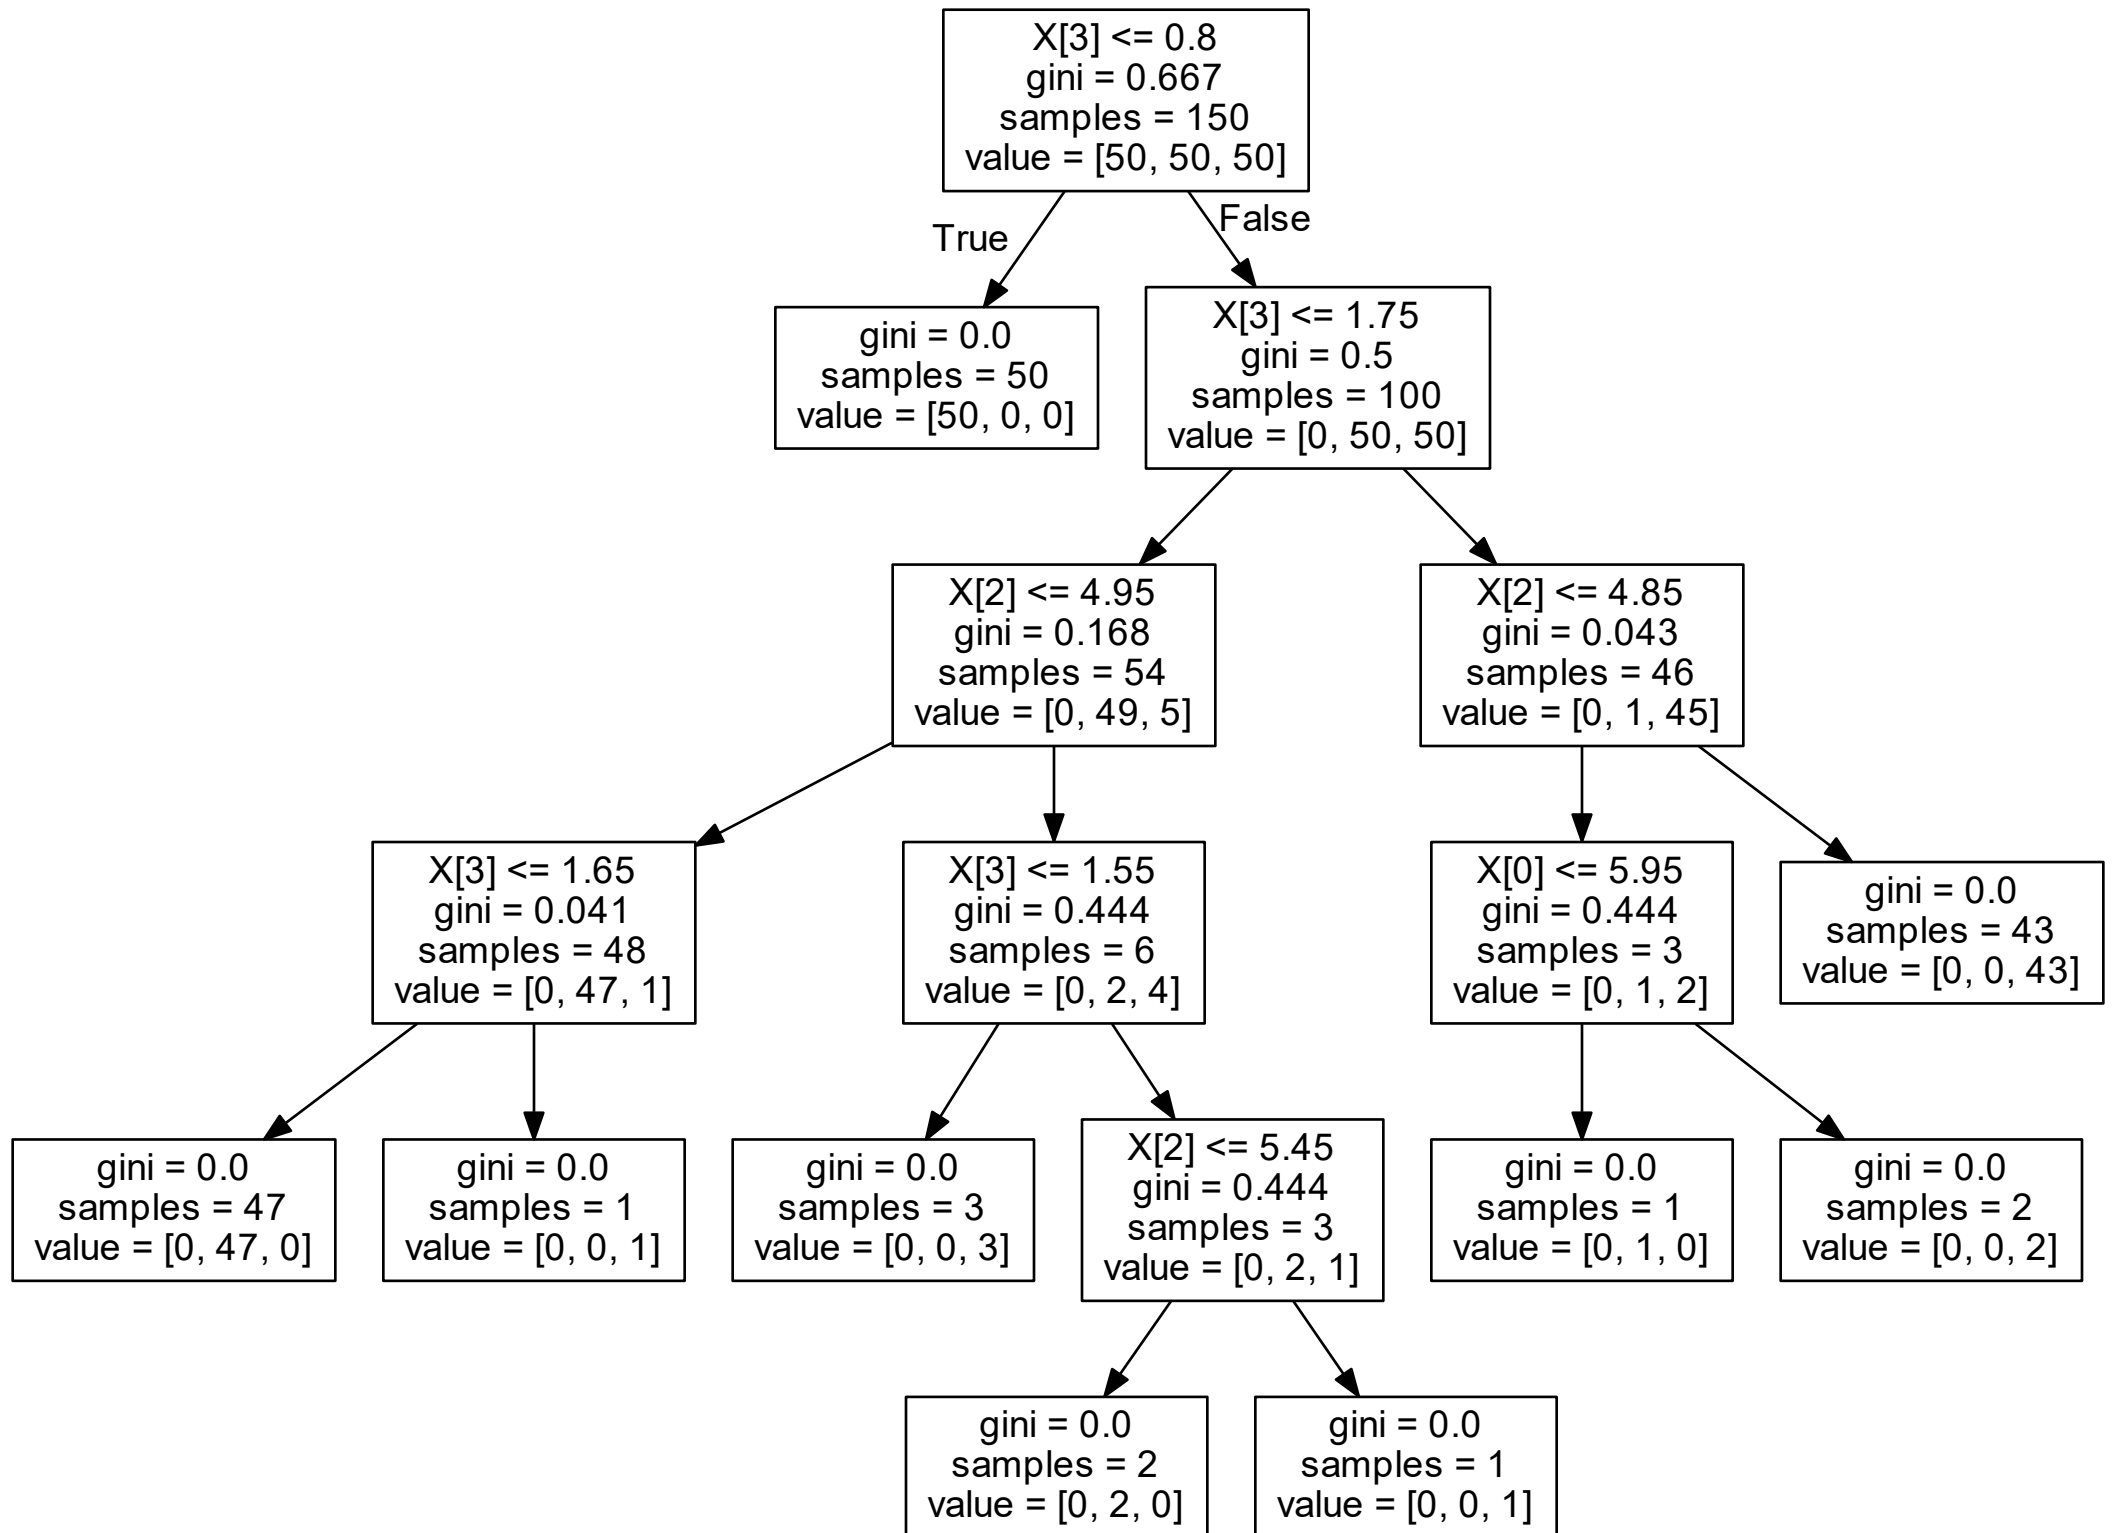 X[3] <= 0.8
gini = 0.667
samples = 150
value = [50, 50, 50]
True
False
gini = 0.0
samples = 50
value = [50, 0, 0]
X[3] <= 1.75
gini = 0.5
samples = 100
value = [0, 50, 50]
X[2] <= 4.95
gini = 0.168
samples = 54
value = [0, 49, 5]
X[2] <= 4.85
gini = 0.043
samples = 46
value = [0, 1, 45]
X[3] <= 1.65
gini = 0.041
samples = 48
value = [0, 47, 1]
X[3] <= 1.55
gini = 0.444
samples = 6
value = [0, 2, 4]
X[0] <= 5.95
gini = 0.444
samples = 3
value = [0, 1, 2]
gini = 0.0
samples = 43
value = [0, 0, 43]
gini = 0.0
samples = 47
value = [0, 47, 0]
gini = 0.0
samples = 1
value = [0, 0, 1]
gini = 0.0
samples = 3
value = [0, 0, 3]
X[2] <= 5.45
gini = 0.444
samples = 3
value = [0, 2, 1]
gini = 0.0
samples = 1
value = [0, 1, 0]
gini = 0.0
samples = 2
value = [0, 0, 2]
gini = 0.0
samples = 2
value = [0, 2, 0]
gini = 0.0
samples = 1
value = [0, 0, 1]